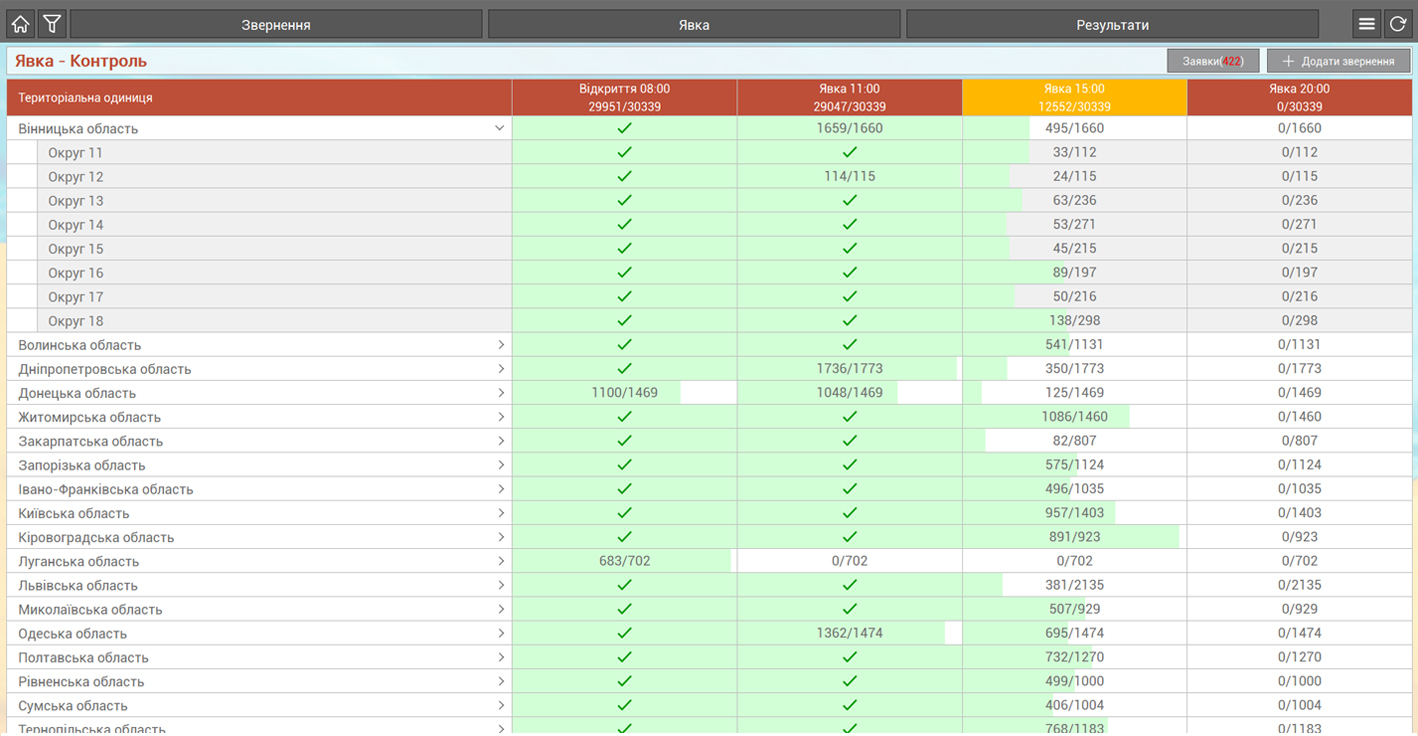 Звернення Явка Результати
Явка - Контроль Заявки(422) + Додати звернення
Територіальна одиниця Відкриття 08:00 Явка 11:00 Явка 15:00 Явка 20:00
29951/30339 29047/30339 12552/30339 0/30339
Вінницька область 1659/1660 495/1660 0/1660
Округ 11 33/112 0/112
Округ 12 114/115 24/115 0/115
Округ 13 63/236 0/236
Округ 14 53/271 0/271
Округ 15 45/215 0/215
Округ 16 89/197 0/197
Округ 17 50/216 0/216
Округ 18 138/298 0/298
Волинська область 541/1131 0/1131
Дніпропетровська область 1736/1773 350/1773 0/1773
Донецька область 1100/1469 1048/1469 125/1469 0/1469
Житомирська область 1086/1460 0/1460
Закарпатська область 82/807 0/807
Запорізька область 575/1124 0/1124
Івано-Франківська область 496/1035 0/1035
Київська область 957/1403 0/1403
Кіровоградська область 891/923 0/923
Луганська область 683/702 0/702 0/702 0/702
Львівська область 381/2135 0/2135
Миколаївська область 507/929 0/929
Одеська область 1362/1474 695/1474 0/1474
Полтавська область 732/1270 0/1270
Рівненська область 499/1000 0/1000
Сумська область 406/1004 0/1004
Тернопільська область 768/1183 0/1183